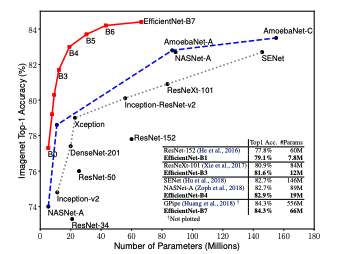 84
82
80
78
76
74
Imagenet Top-1 Accuracy (%)
EfficientNet-B7
B6
B5
B4
B3
B0
AmoebaNet-A
AmoebaNet-C
NASNet-A
SENet
ResNeXt-101
Inception-ResNet-v2
Xception
ResNet-152
DenseNet-201
ResNet-50
Inception-v2
NASNet-A
ResNet-34
Top1 Acc. #Params
ResNet-152 (He et al., 2016) 77.8% 60M
EfficientNet-B1 79.1% 7.8M
ResNeXt-101 (Xie et al., 2017) 80.9% 84M
EfficientNet-B3 81.6% 12M
SENet (Hu et al., 2018) 82.7% 146M
NASNet-A (Zoph et al., 2018) 82.7% 89M
EfficientNet-B4 82.9% 19M
GPipe (Huang et al., 2018) † 84.3% 556M
EfficientNet-B7 84.3% 66M
†Not plotted
0 20 40 60 80 100 120 140 160 180
Number of Parameters (Millions)